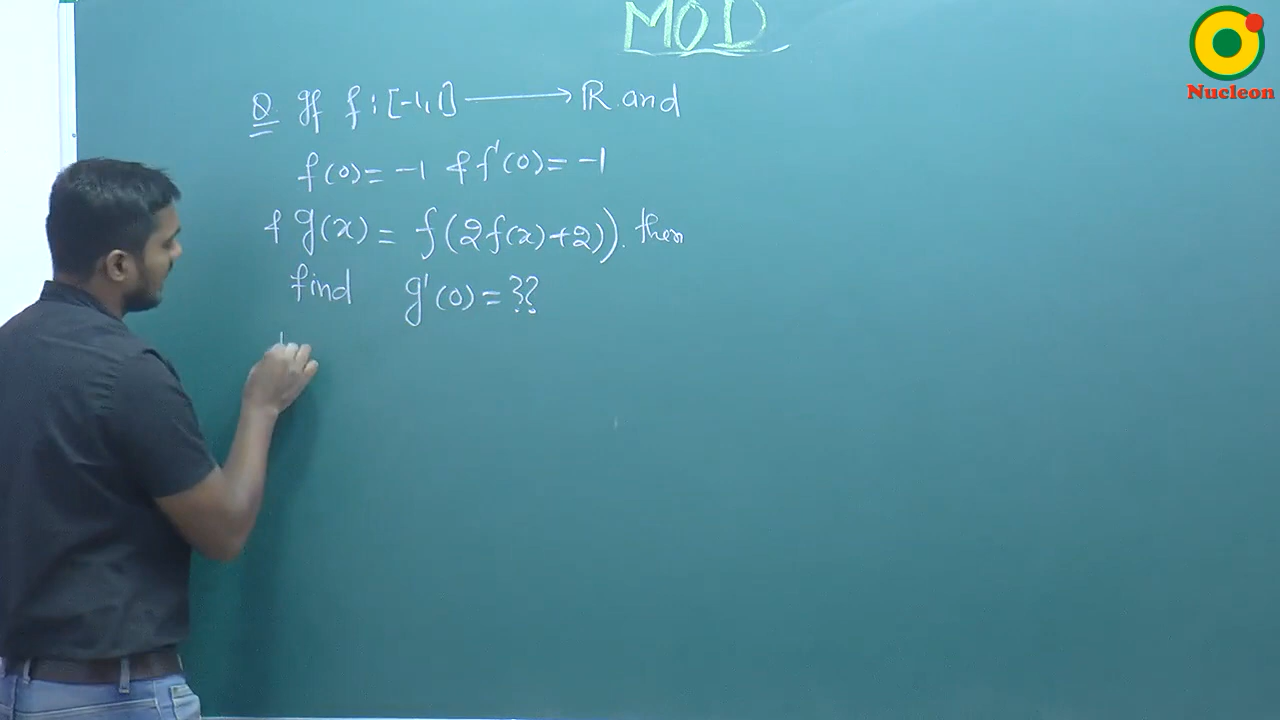 MOD
Nucleon
Q. If f : [-1,1] ⟶ ℝ and
f(0) = -1 & f'(0) = -1
& g(x) = f(2f(x)+2)). then
find g'(0) = ??